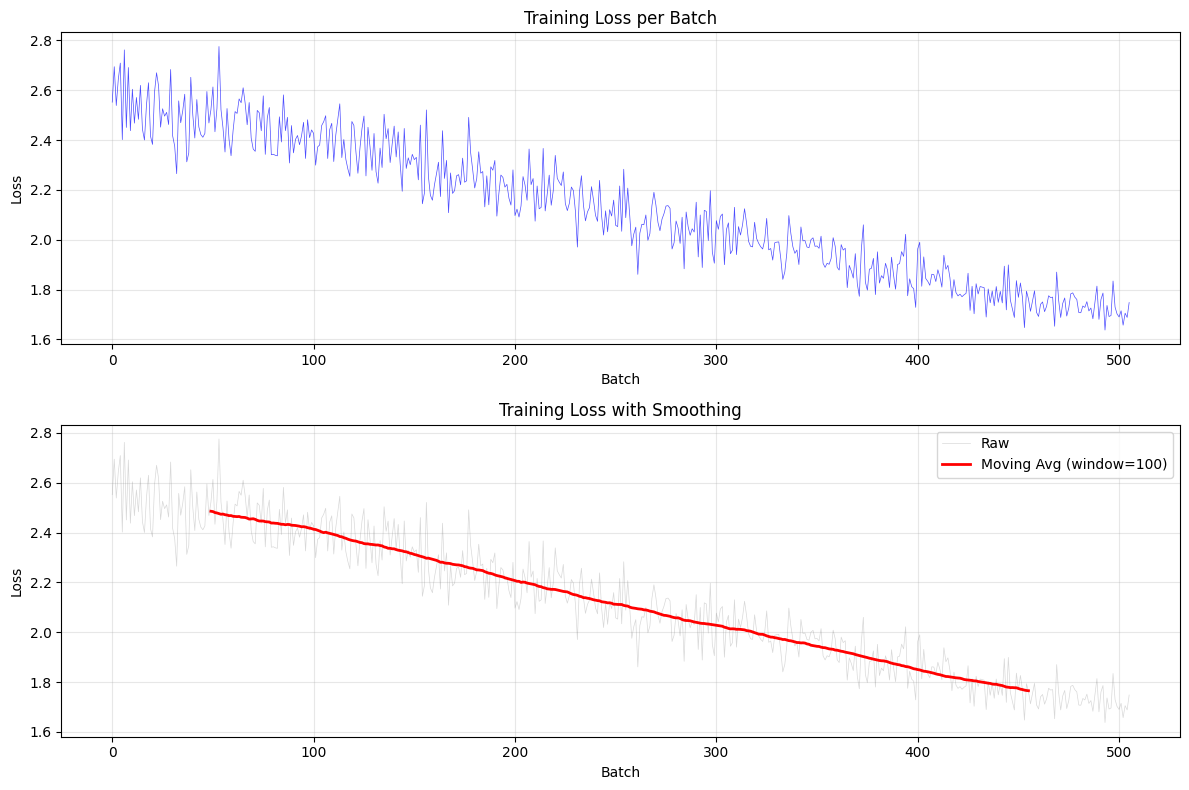 Training Loss per Batch
2.8
2.6
2.4
2.2
2.0
1.8
1.6
Loss
0 100 200 300 400 500
Batch
Training Loss with Smoothing
2.8
2.6
2.4
2.2
2.0
1.8
1.6
Loss
Raw
Moving Avg (window=100)
0 100 200 300 400 500
Batch